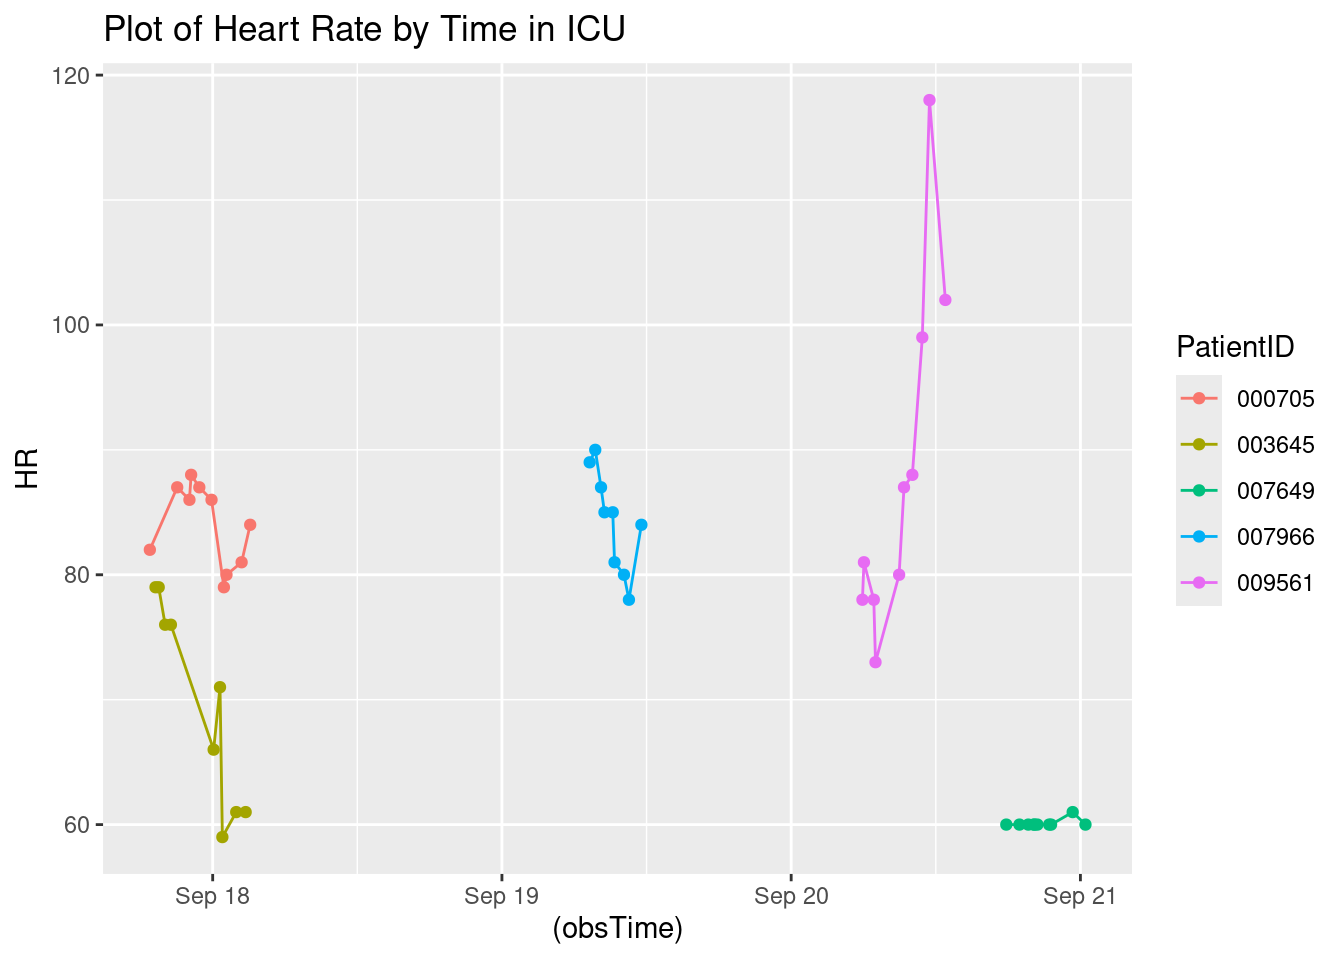 Plot of Heart Rate by Time in ICU
120
100
80
60
HR
Sep 18
Sep 19
Sep 20
Sep 21
(obsTime)
PatientID
000705
003645
007649
007966
009561